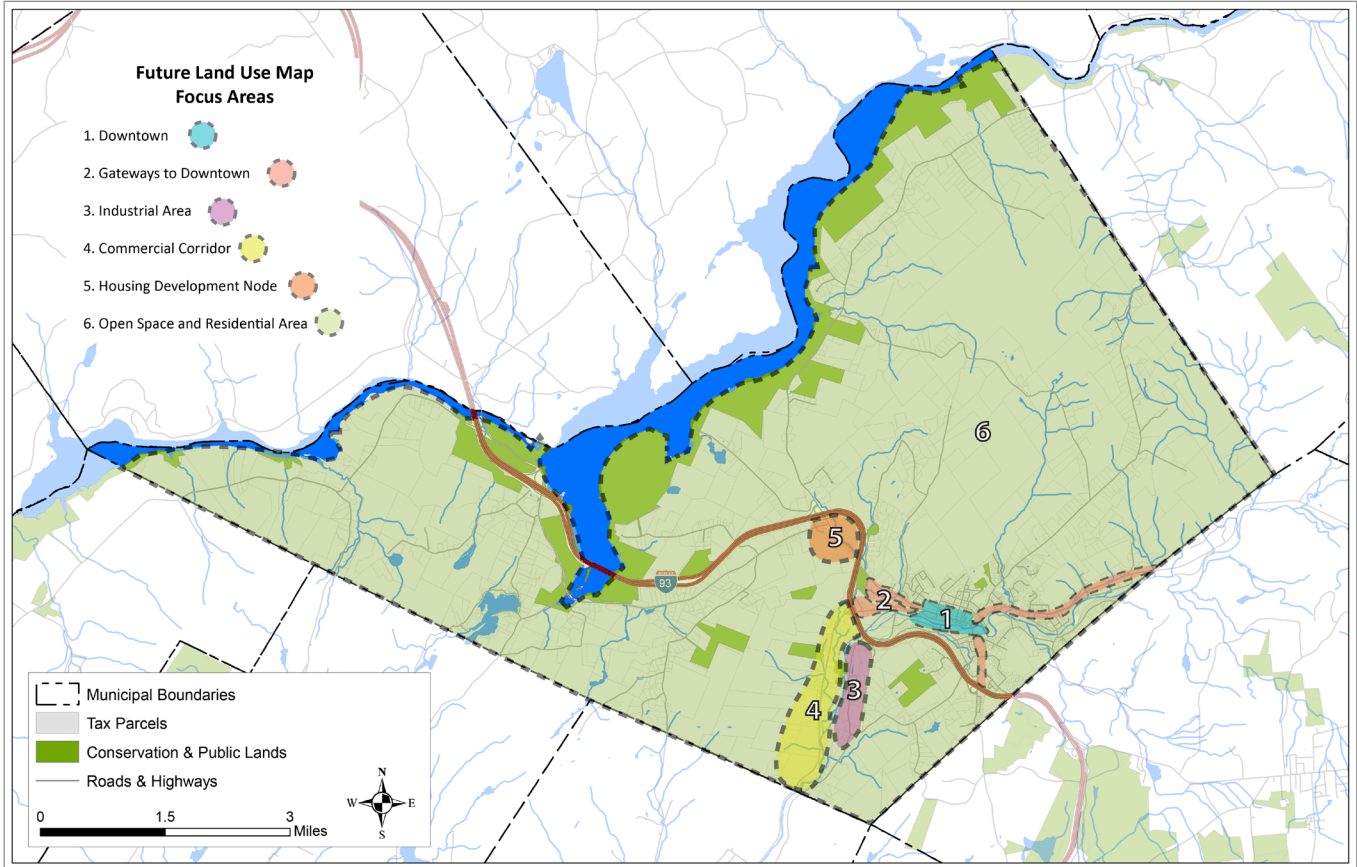 Future Land Use Map
Focus Areas
1. Downtown
2. Gateways to Downtown
3. Industrial Area
4. Commercial Corridor
5. Housing Development Node
6. Open Space and Residential Area
6
5
93
2
1
3
4
Municipal Boundaries
Tax Parcels
Conservation & Public Lands
Roads & Highways
N
W E
S
0 1.5 3
Miles